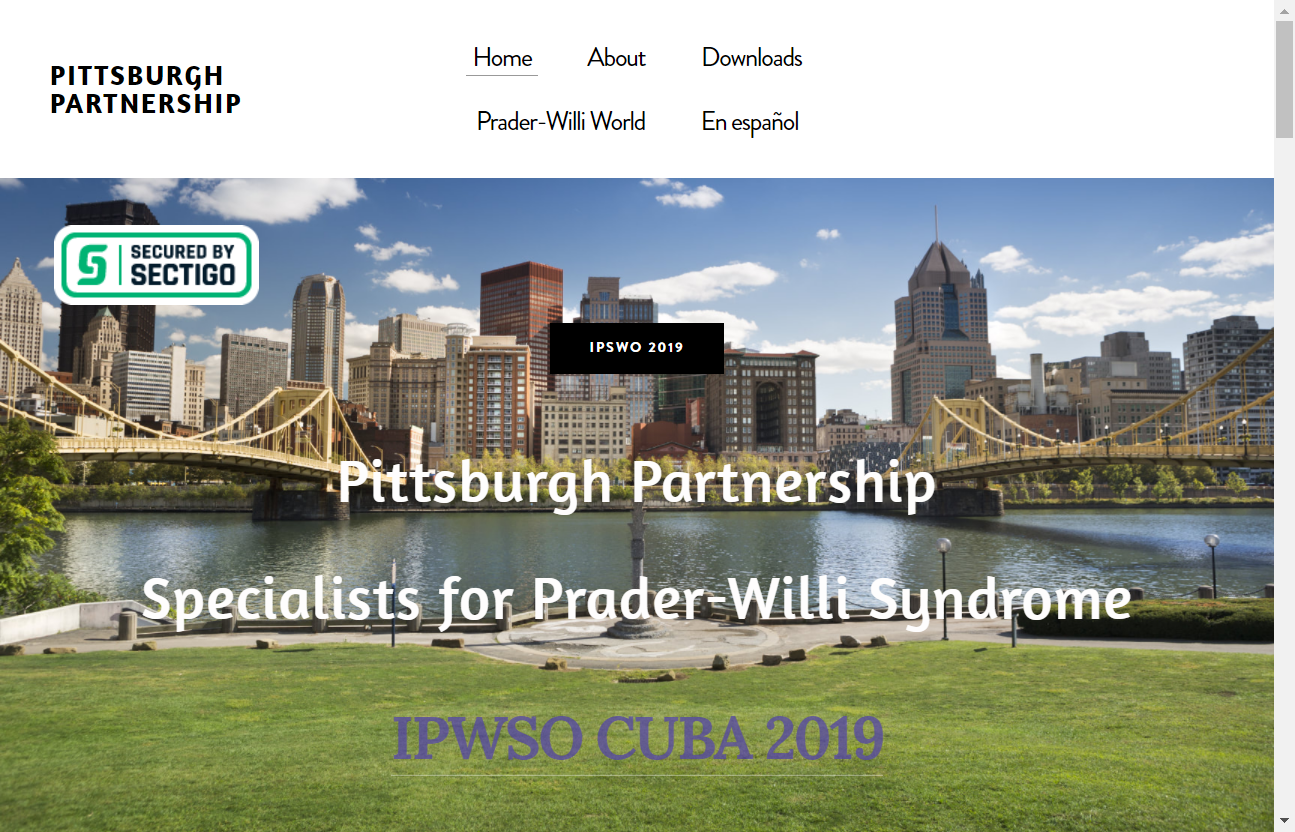 PITTSBURGH
PARTNERSHIP
Home
About
Downloads
Prader-Willi World
En español
SECURED BY
SECTIGO
IPSWO 2019
Pittsburgh Partnership
Specialists for Prader-Willi Syndrome
IPWSO CUBA 2019